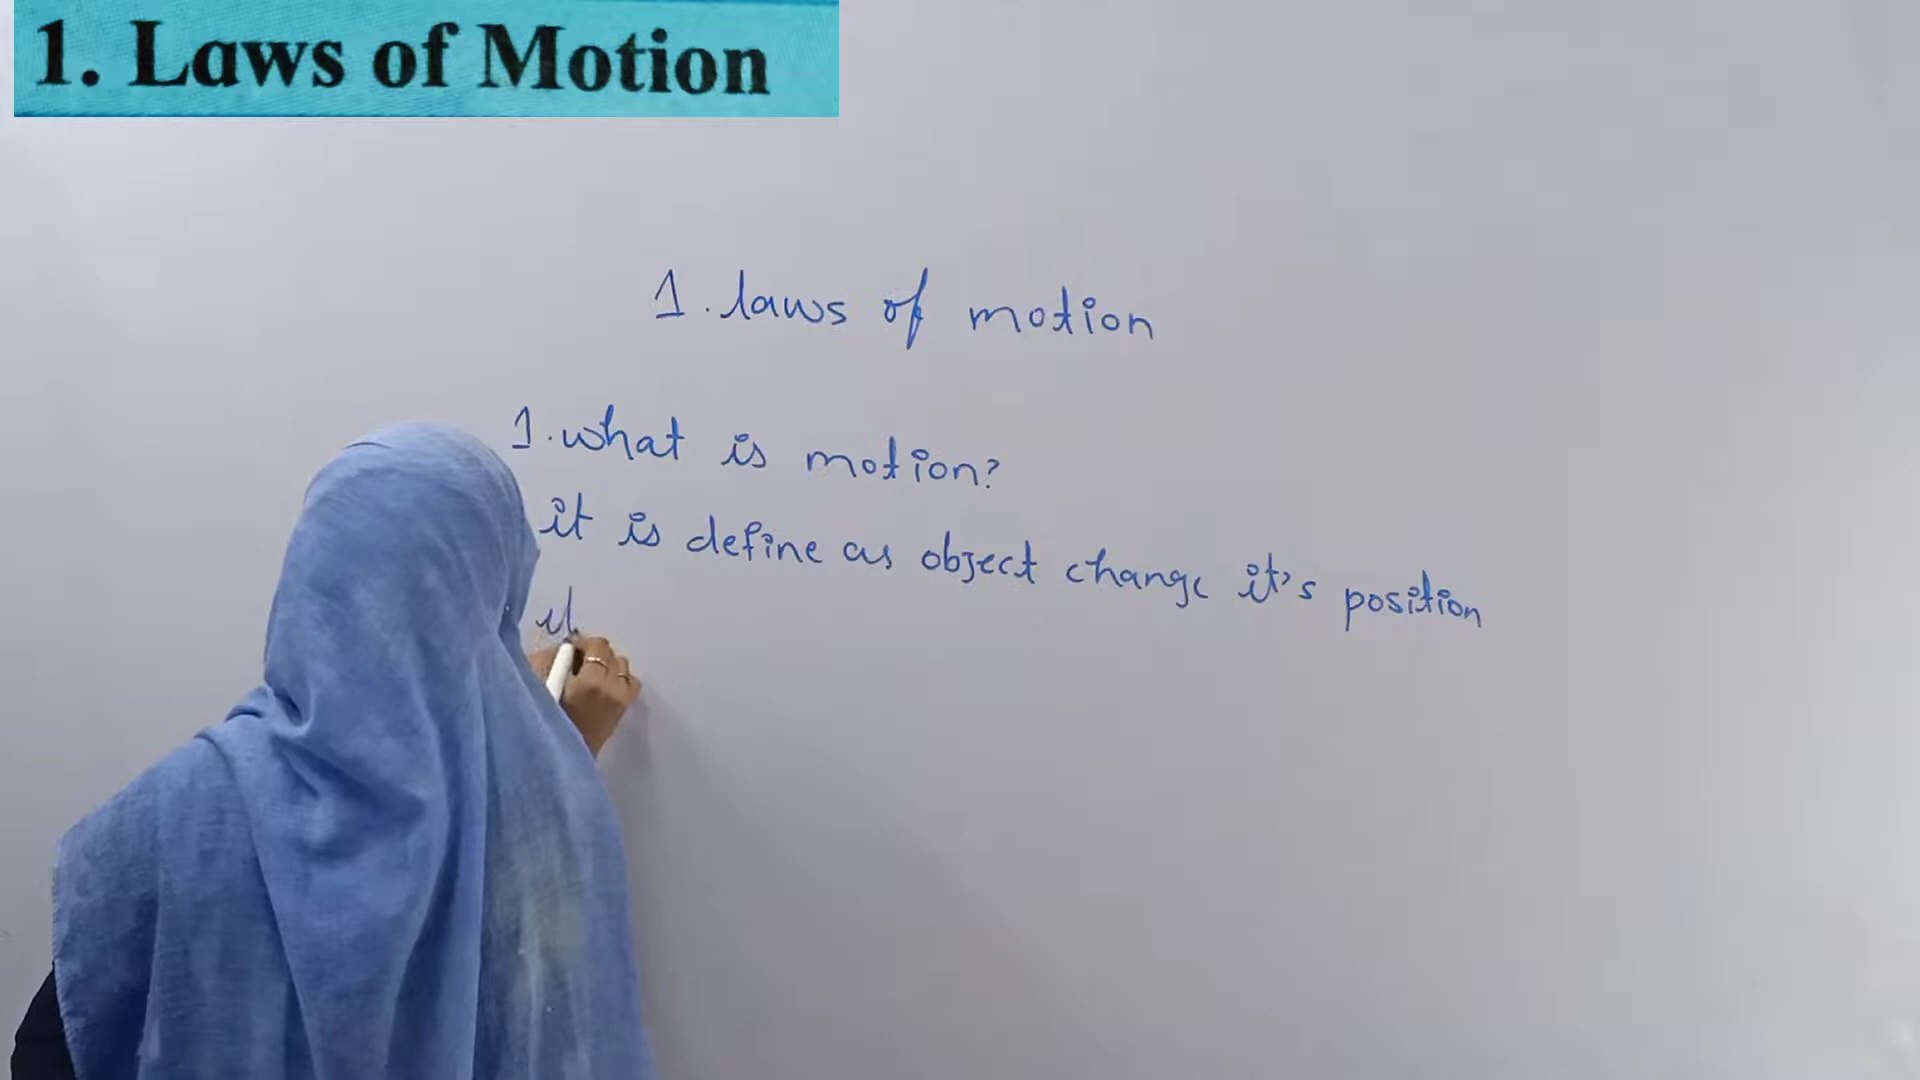 1. Laws of Motion
1. laws of motion
1. what is motion?
it is define as object change it's position